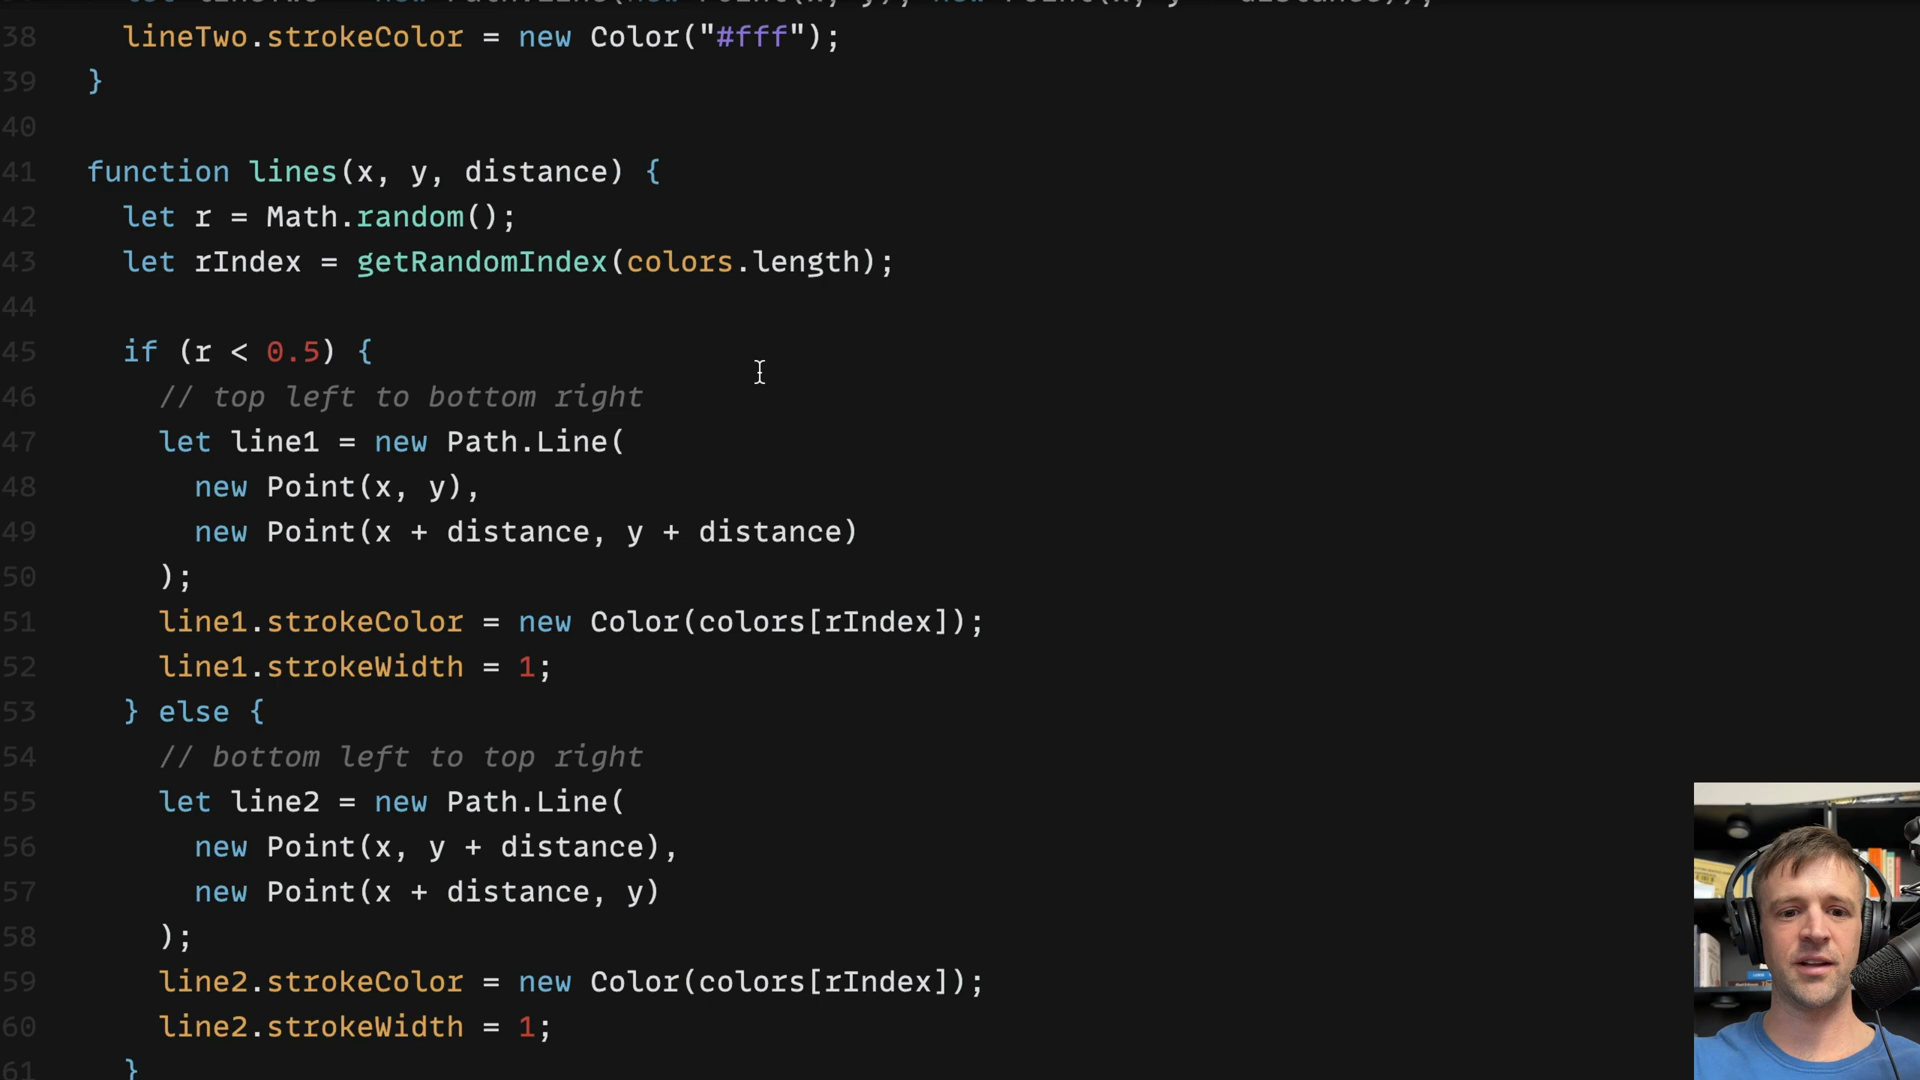 38 lineTwo.strokeColor = new Color("#fff");
39 }
40
41 function lines(x, y, distance) {
42 let r = Math.random();
43 let rIndex = getRandomIndex(colors.length);
44
45 if (r < 0.5) {
46 // top left to bottom right
47 let line1 = new Path.Line(
48 new Point(x, y),
49 new Point(x + distance, y + distance)
50 );
51 line1.strokeColor = new Color(colors[rIndex]);
52 line1.strokeWidth = 1;
53 } else {
54 // bottom left to top right
55 let line2 = new Path.Line(
56 new Point(x, y + distance),
57 new Point(x + distance, y)
58 );
59 line2.strokeColor = new Color(colors[rIndex]);
60 line2.strokeWidth = 1;
61 }